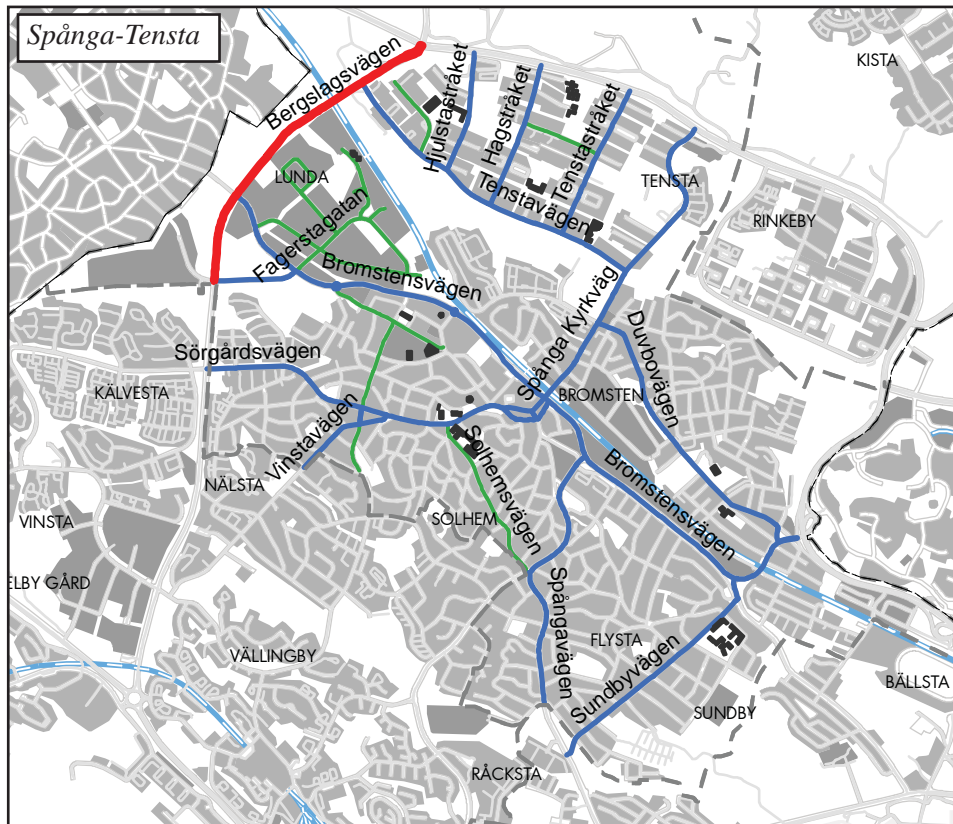 Spånga-Tensta
KISTA
Bergslagsvägen
Hjulstastråket
Hagstråket
Tenstastråket
LUNDA
TENSTA
Tenstavägen
RINKEBY
Fagerstagatan
Bromstensvägen
Spånga Kyrkväg
Duvbovägen
Sörgårdsvägen
KÄLVESTA
BROMSTEN
Vinstavägen
Solhemsvägen
NÄLSTA
Bromstensvägen
VINSTA
SOLHEM
ELBY GÅRD
Spångavägen
FLYSTA
VÄLLINGBY
Sundbyvägen
BÄLLSTA
SUNDBY
RÅCKSTA